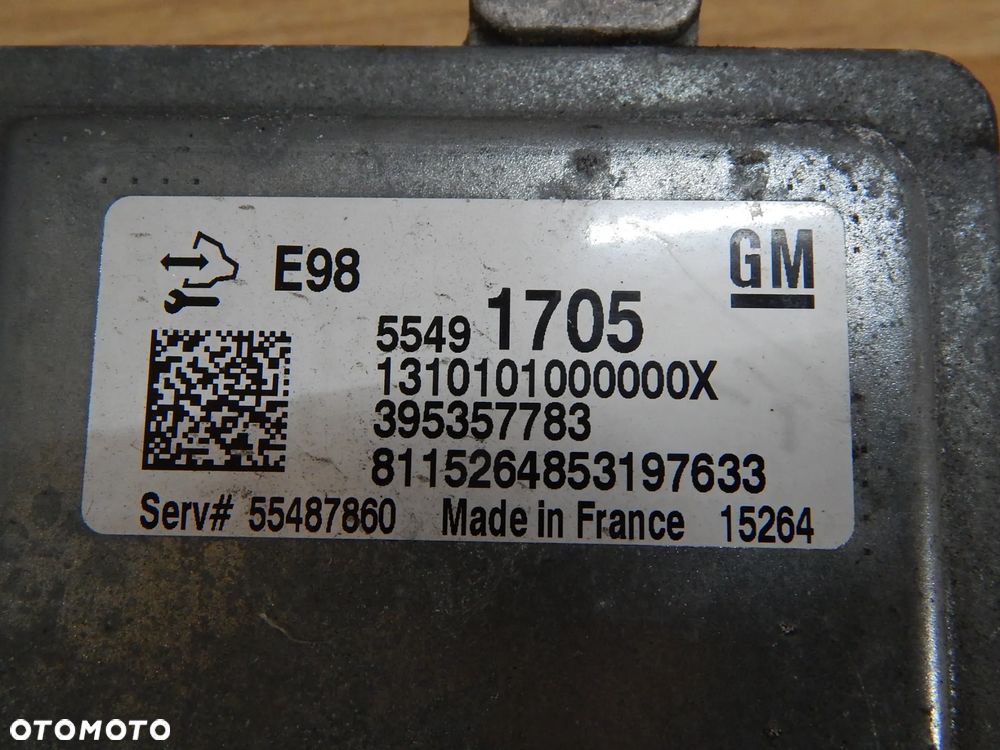 E98
GM
5549 1705
1310101000000X
395357783
8115264853197633
Serv# 55487860 Made in France 15264
OTOMOTO